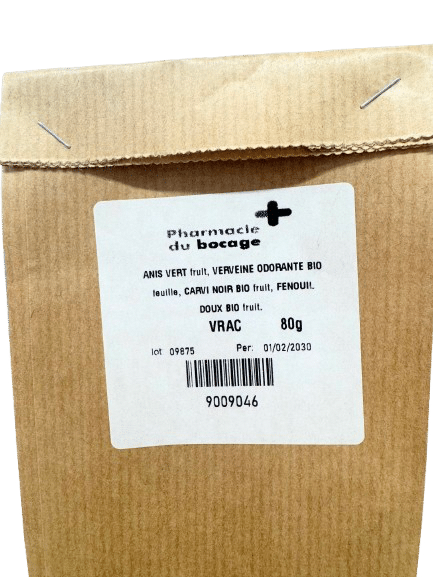 Pharmacie
du bocage
ANIS VERT fruit, VERVEINE ODORANTE BIO
feuille, CARVI NOIR BIO fruit, FENOUIL
DOUX BIO fruit.
VRAC 80g
lot 09875 Per: 01/02/2030
9009046